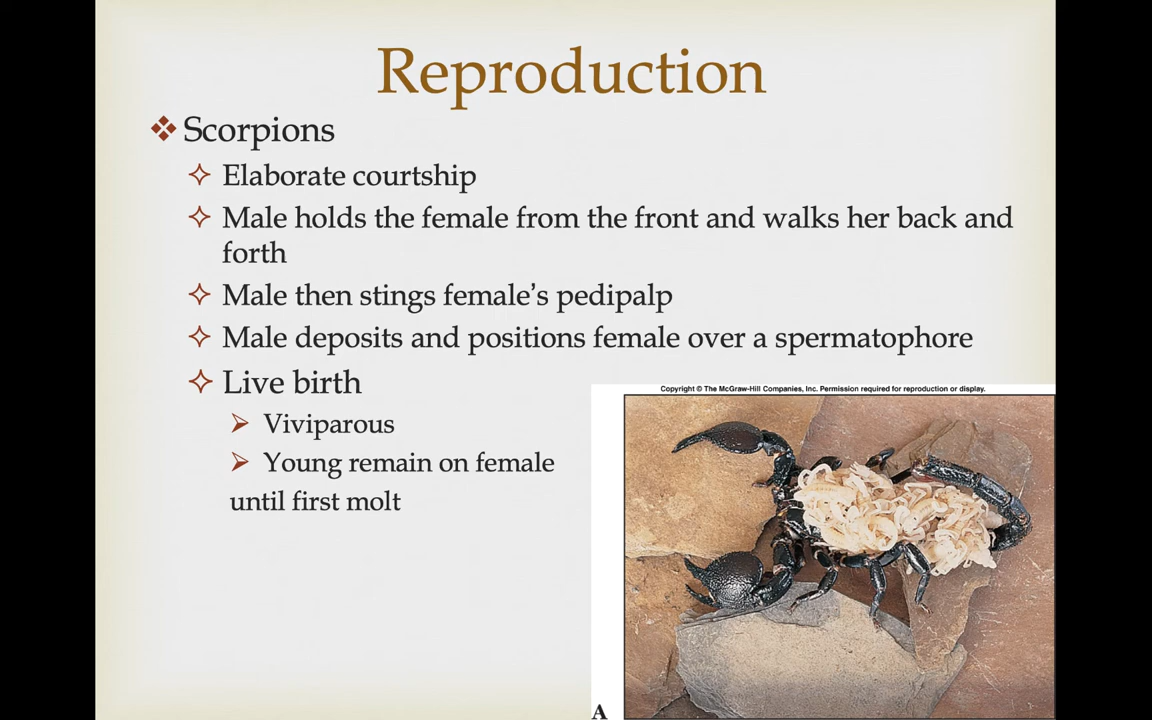 Reproduction
Scorpions
Elaborate courtship
Male holds the female from the front and walks her back and
forth
Male then stings female's pedipalp
Male deposits and positions female over a spermatophore
Live birth
Copyright © The McGraw-Hill Companies, Inc. Permission required for reproduction or display.
Viviparous
Young remain on female
until first molt
A